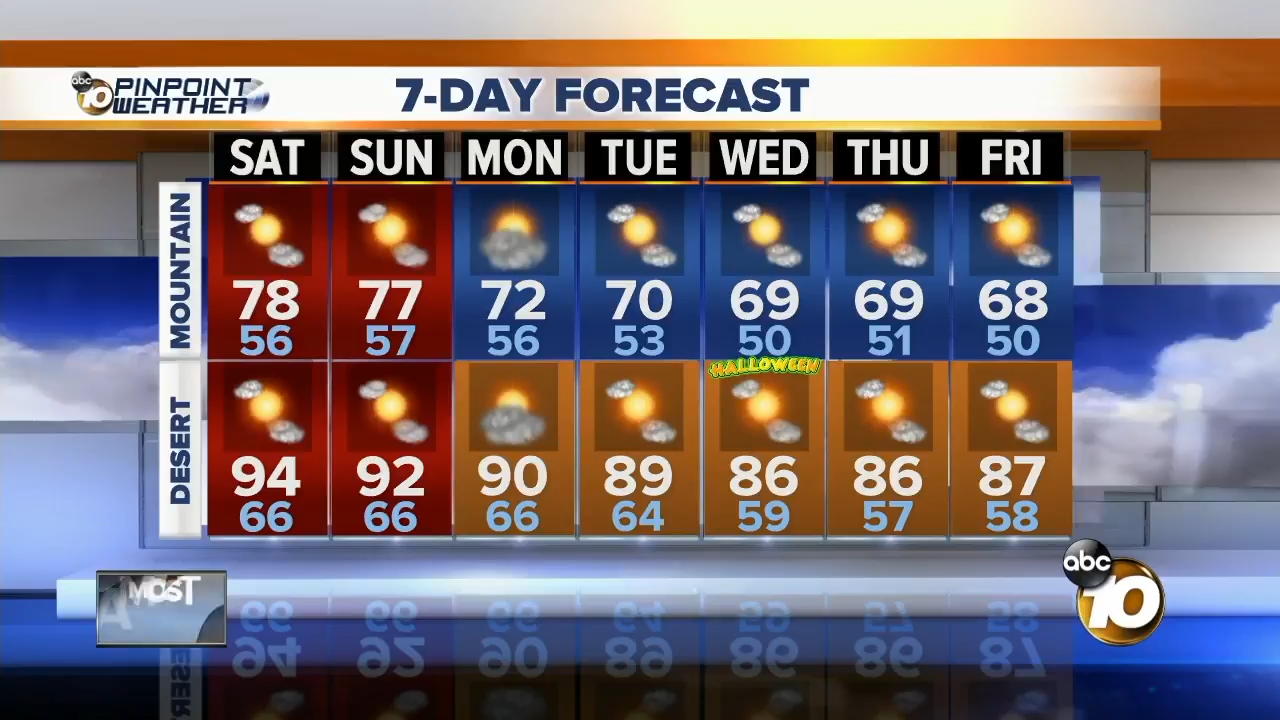 abc
10 PINPOINT
WEATHER
7-DAY FORECAST
SAT SUN MON TUE WED THU FRI
MOUNTAIN
78 77 72 70 69 69 68
56 57 56 53 50 51 50
HALLOWEEN
DESERT
94 92 90 89 86 86 87
66 66 66 64 59 57 58
MOST
abc
10